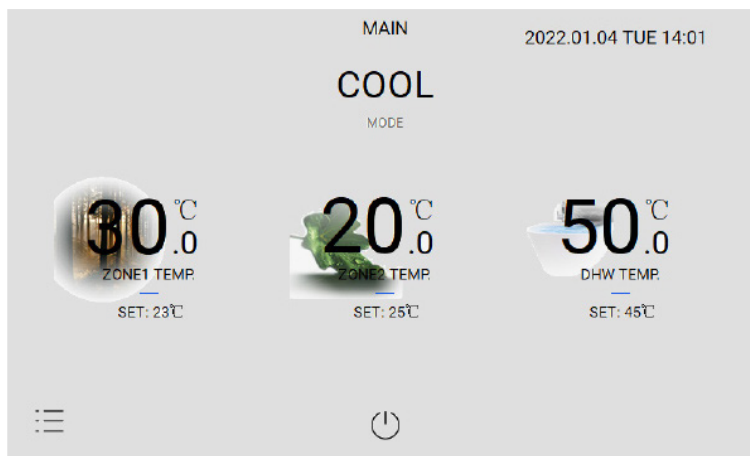 MAIN
2022.01.04 TUE 14:01
COOL
MODE
30.0℃
20.0℃
50.0℃
ZONE1 TEMP.
ZONE2 TEMP.
DHW TEMP.
SET: 23℃
SET: 25℃
SET: 45℃